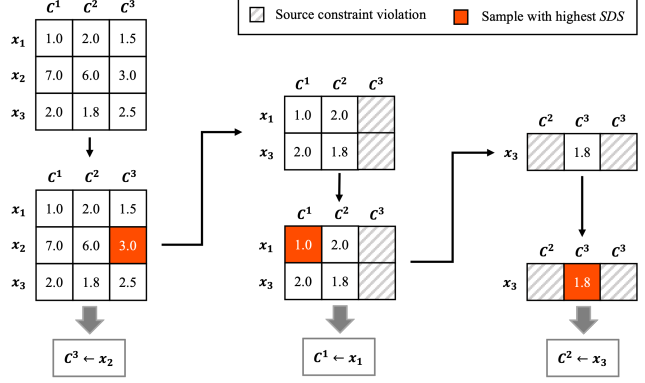 Source constraint violation
Sample with highest SDS
C¹ C² C³
x₁ 1.0 2.0 1.5
x₂ 7.0 6.0 3.0
x₃ 2.0 1.8 2.5
C¹ C² C³
x₁ 1.0 2.0 1.5
x₂ 7.0 6.0 3.0
x₃ 2.0 1.8 2.5
C³ ← x₂
C¹ C² C³
x₁ 1.0 2.0
x₃ 2.0 1.8
C¹ C² C³
x₁ 1.0 2.0
x₃ 2.0 1.8
C¹ ← x₁
C² C³ C³
x₃ 1.8
C² C³ C³
x₃ 1.8
C² ← x₃